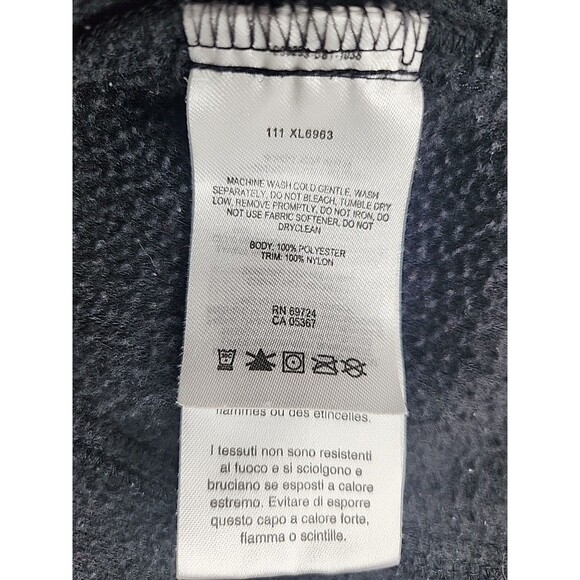 111 XL6963
MACHINE WASH COLD GENTLE, WASH
SEPARATELY, DO NOT BLEACH, TUMBLE DRY
LOW, REMOVE PROMPTLY, DO NOT IRON, DO
NOT USE FABRIC SOFTENER, DO NOT
DRYCLEAN
BODY: 100% POLYESTER
TRIM: 100% NYLON
RN 69724
CA 05367
flammes ou des étincelles.
I tessuti non sono resistenti
al fuoco e si sciolgono e
bruciano se esposti a calore
estremo. Evitare di esporre
questo capo a calore forte,
fiamma o scintille.